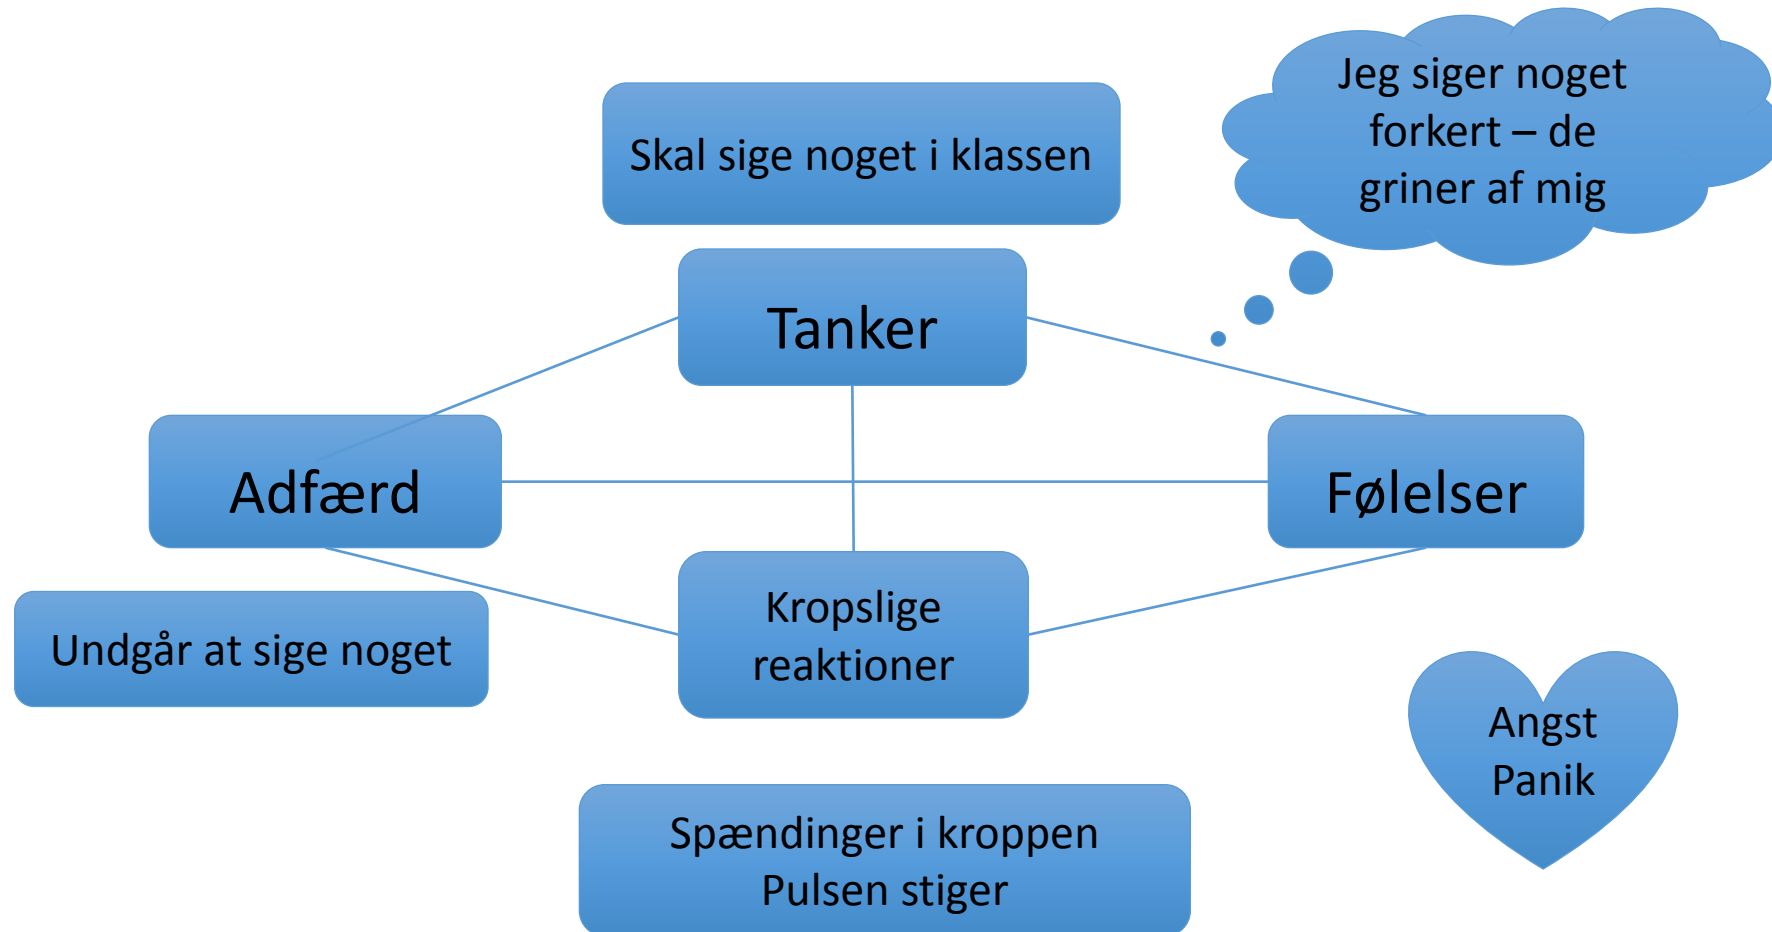 Jeg siger noget
forkert – de
griner af mig
Skal sige noget i klassen
Tanker
Adfærd
Følelser
Kropslige
reaktioner
Undgår at sige noget
Angst
Panik
Spændinger i kroppen
Pulsen stiger